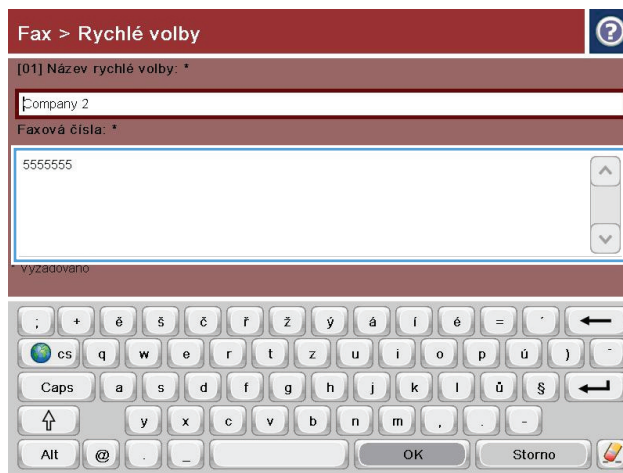 Fax > Rychlé volby
?
[01] Název rychlé volby: *
Company 2
Faxová čísla: *
5555555
* Vyžadováno
; + ě š č ř ž ý á í é = ´
cs q w e r t z u i o p ú ) ¨
Caps a s d f g h j k l ů §
y x c v b n m , . -
Alt @ . _ OK Storno